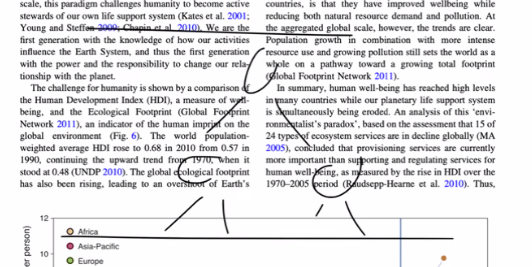 scale, this paradigm challenges humanity to become active
stewards of our own life support system (Kates et al. 2001;
Young and Steffen 2009; Chapin et al. 2010). We are the
first generation with the knowledge of how our activities
influence the Earth System, and thus the first generation
with the power and the responsibility to change our rela-
tionship with the planet.
The challenge for humanity is shown by a comparison of
the Human Development Index (HDI), a measure of well-
being, and the Ecological Footprint (Global Footprint
Network 2011), an indicator of the human imprint on the
global environment (Fig. 6). The world population-
weighted average HDI rose to 0.68 in 2010 from 0.57 in
1990, continuing the upward trend from 1970, when it
stood at 0.48 (UNDP 2010). The global ecological footprint
has also been rising, leading to an overshoot of Earth's
countries, is that they have improved wellbeing while
reducing both natural resource demand and pollution. At
the aggregated global scale, however, the trends are clear.
Population growth in combination with more intense
resource use and growing pollution still sets the world as a
whole on a pathway toward a growing total footprint
(Global Footprint Network 2011).
In summary, human well-being has reached high levels
in many countries while our planetary life support system
is simultaneously being eroded. An analysis of this 'envi-
ronmentalist's paradox', based on the assessment that 15 of
24 types of ecosystem services are in decline globally (MA
2005), concluded that provisioning services are currently
more important than supporting and regulating services for
human well-being, as measured by the rise in HDI over the
1970–2005 period (Raudsepp-Hearne et al. 2010). Thus,
12
Africa
Asia-Pacific
10
Europe
er person)